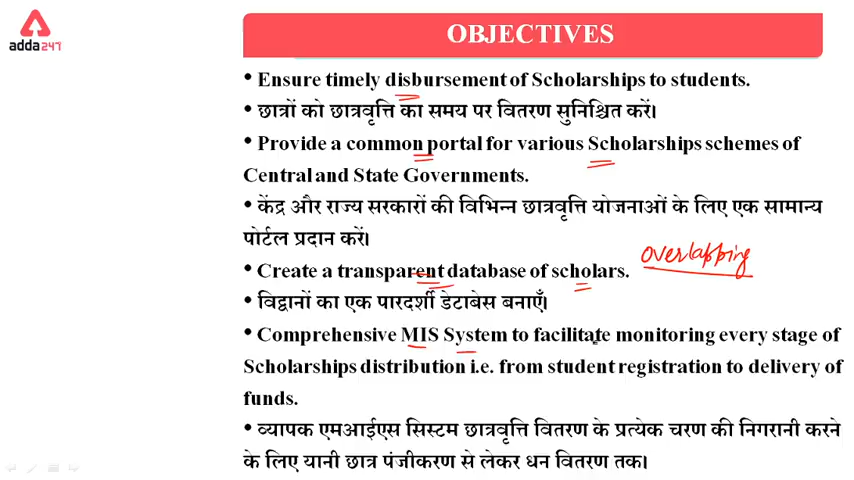 adda247
OBJECTIVES
• Ensure timely disbursement of Scholarships to students.
• छात्रों को छात्रवृत्ति का समय पर वितरण सुनिश्चित करें।
• Provide a common portal for various Scholarships schemes of
Central and State Governments.
• केंद्र और राज्य सरकारों की विभिन्न छात्रवृत्ति योजनाओं के लिए एक सामान्य
पोर्टल प्रदान करें।
overlapping
• Create a transparent database of scholars.
• विद्वानों का एक पारदर्शी डेटाबेस बनाएँ।
• Comprehensive MIS System to facilitate monitoring every stage of
Scholarships distribution i.e. from student registration to delivery of
funds.
• व्यापक एमआईएस सिस्टम छात्रवृत्ति वितरण के प्रत्येक चरण की निगरानी करने
के लिए यानी छात्र पंजीकरण से लेकर धन वितरण तक।